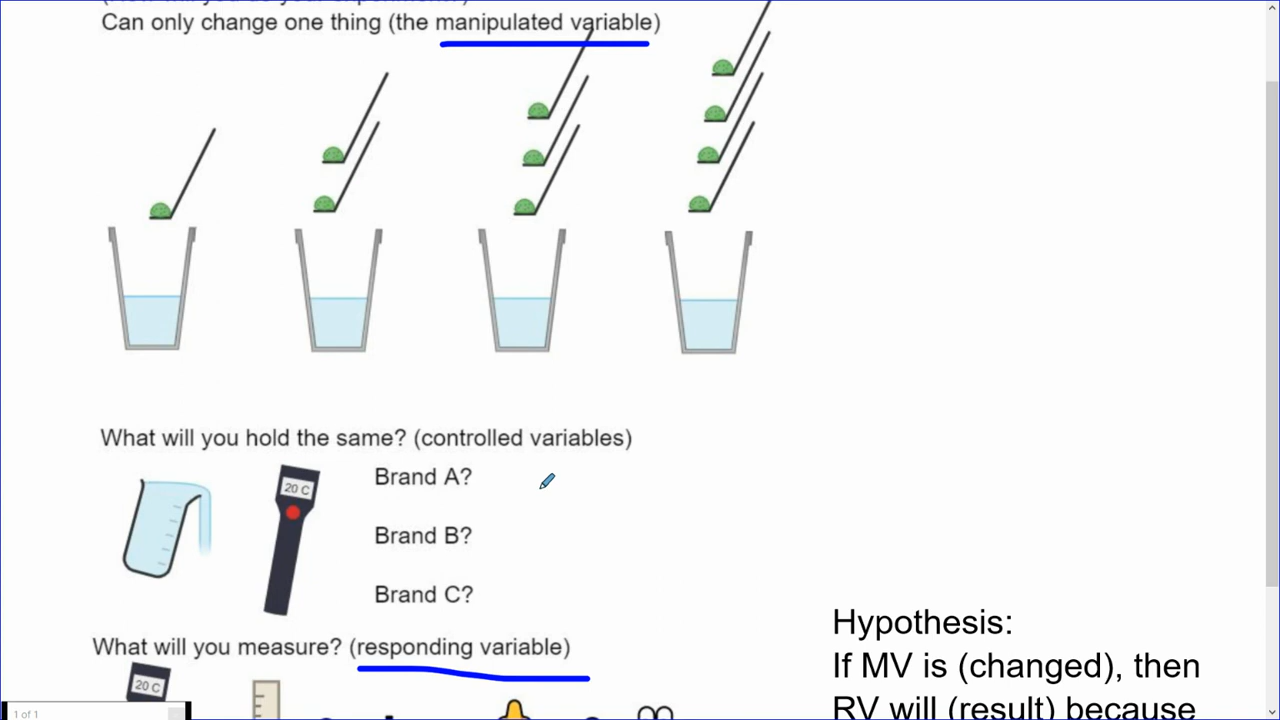 Can only change one thing (the manipulated variable)
What will you hold the same? (controlled variables)
20 C
Brand A?
Brand B?
Brand C?
What will you measure? (responding variable)
20 C
Hypothesis:
If MV is (changed), then
RV will (result) because
1 of 1